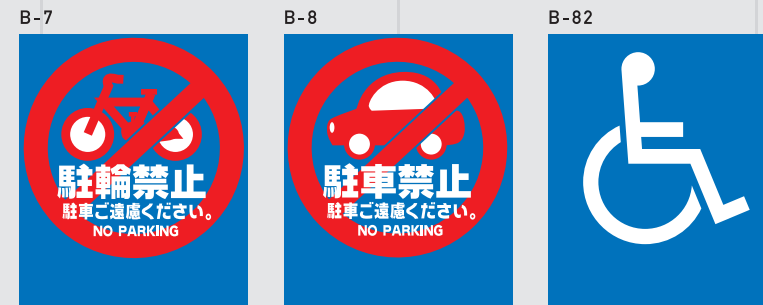 B-7
駐輪禁止
駐車ご遠慮ください。
NO PARKING
B-8
駐車禁止
駐車ご遠慮ください。
NO PARKING
B-82